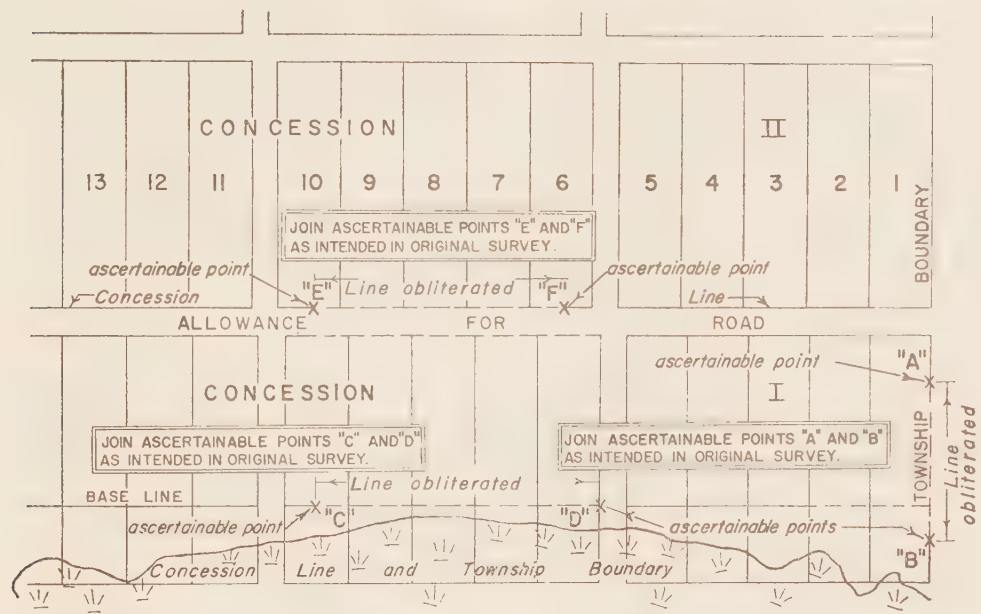 CONCESSION II
13 12 11 10 9 8 7 6 5 4 3 2 1
BOUNDARY
JOIN ASCERTAINABLE POINTS "E" AND "F"
AS INTENDED IN ORIGINAL SURVEY.
ascertainable point
"E" Line obliterated "F"
ascertainable point
Concession Line
ALLOWANCE FOR ROAD
ascertainable point "A"
CONCESSION I
JOIN ASCERTAINABLE POINTS "C" AND "D"
AS INTENDED IN ORIGINAL SURVEY.
JOIN ASCERTAINABLE POINTS "A" AND "B"
AS INTENDED IN ORIGINAL SURVEY.
TOWNSHIP
Line
obliterated
Line obliterated
BASE LINE
ascertainable point "C"
"D" ascertainable points
"B"
Concession Line and Township Boundary